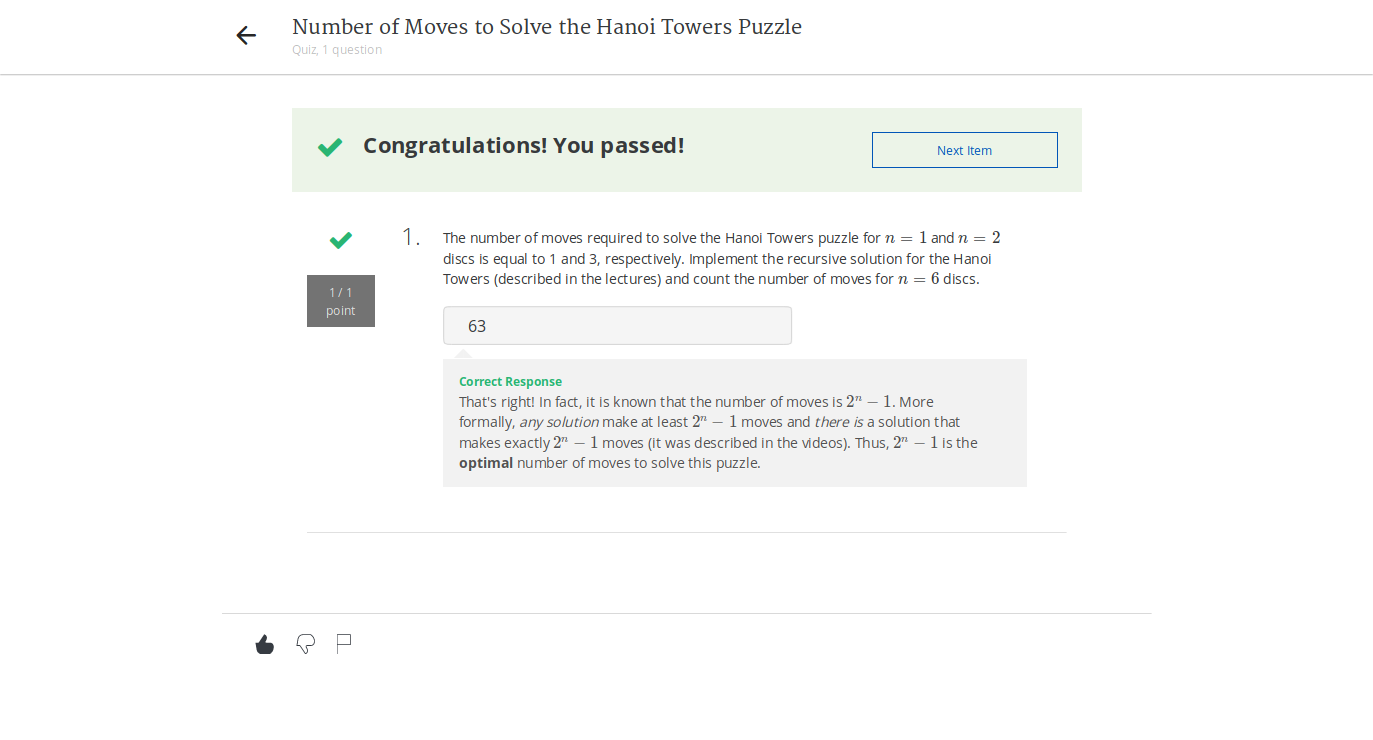 Number of Moves to Solve the Hanoi Towers Puzzle
Quiz, 1 question
Congratulations! You passed!
Next Item
1 / 1
point
1.
The number of moves required to solve the Hanoi Towers puzzle for n = 1 and n = 2
discs is equal to 1 and 3, respectively. Implement the recursive solution for the Hanoi
Towers (described in the lectures) and count the number of moves for n = 6 discs.
63
Correct Response
That's right! In fact, it is known that the number of moves is 2ⁿ − 1. More
formally, any solution make at least 2ⁿ − 1 moves and there is a solution that
makes exactly 2ⁿ − 1 moves (it was described in the videos). Thus, 2ⁿ − 1 is the
optimal number of moves to solve this puzzle.